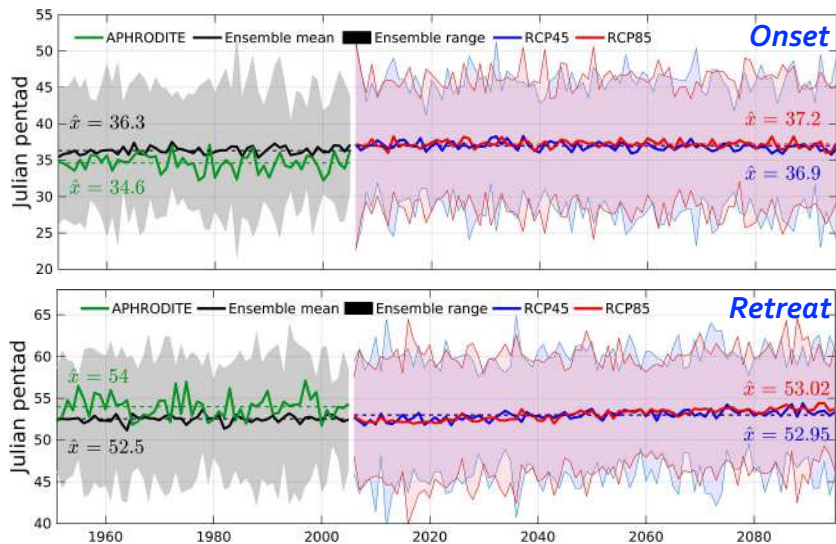 55
50
45
40
35
30
25
20
Julian pentad
APHRODITE Ensemble mean Ensemble range RCP45 RCP85
Onset
x̂ = 36.3
x̂ = 34.6
x̂ = 37.2
x̂ = 36.9
65
60
55
50
45
40
Julian pentad
APHRODITE Ensemble mean Ensemble range RCP45 RCP85
Retreat
x̂ = 54
x̂ = 52.5
x̂ = 53.02
x̂ = 52.95
1960 1980 2000 2020 2040 2060 2080